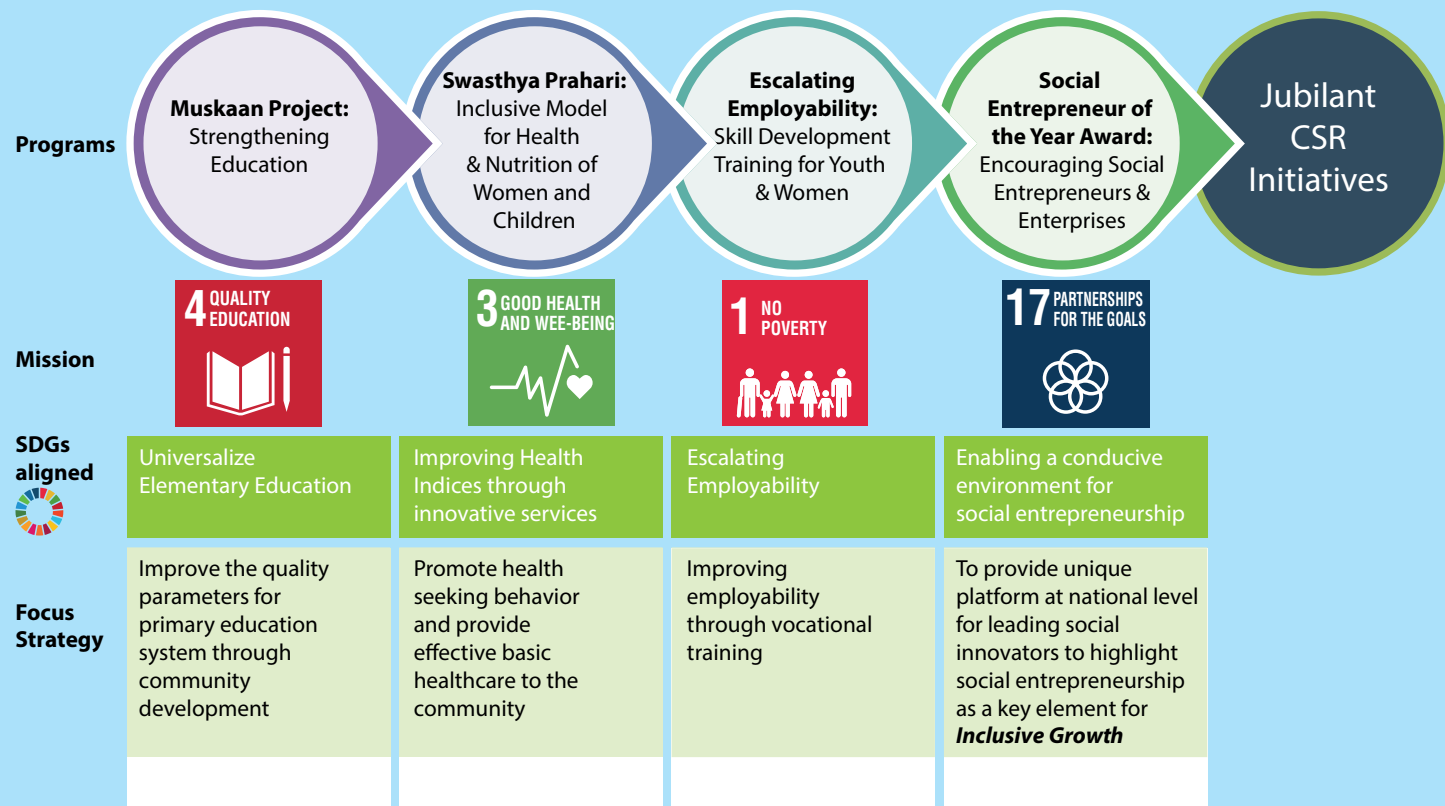 Programs
Muskaan Project:
Strengthening
Education
Swasthya Prahari:
Inclusive Model
for Health
& Nutrition of
Women and
Children
Escalating
Employability:
Skill Development
Training for Youth
& Women
Social
Entrepreneur of
the Year Award:
Encouraging Social
Entrepreneurs &
Enterprises
Jubilant
CSR
Initiatives
Mission
4 QUALITY
EDUCATION
3 GOOD HEALTH
AND WEE-BEING
1 NO
POVERTY
17 PARTNERSHIPS
FOR THE GOALS
SDGs
aligned
Universalize
Elementary Education
Improving Health
Indices through
innovative services
Escalating
Employability
Enabling a conducive
environment for
social entrepreneurship
Focus
Strategy
Improve the quality
parameters for
primary education
system through
community
development
Promote health
seeking behavior
and provide
effective basic
healthcare to the
community
Improving
employability
through vocational
training
To provide unique
platform at national level
for leading social
innovators to highlight
social entrepreneurship
as a key element for
Inclusive Growth